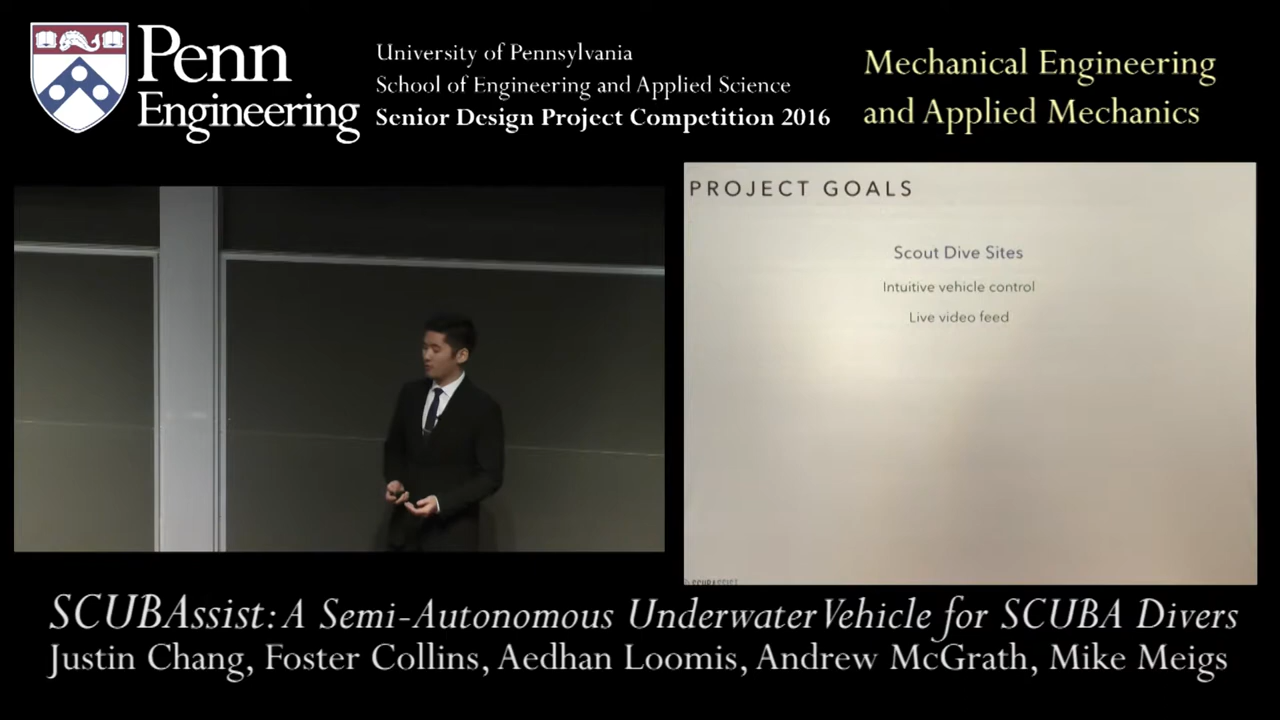 Penn
Engineering
University of Pennsylvania
School of Engineering and Applied Science
Senior Design Project Competition 2016
Mechanical Engineering
and Applied Mechanics
PROJECT GOALS
Scout Dive Sites
Intuitive vehicle control
Live video feed
SCUBASSIST
SCUBAssist: A Semi-Autonomous Underwater Vehicle for SCUBA Divers
Justin Chang, Foster Collins, Aedhan Loomis, Andrew McGrath, Mike Meigs